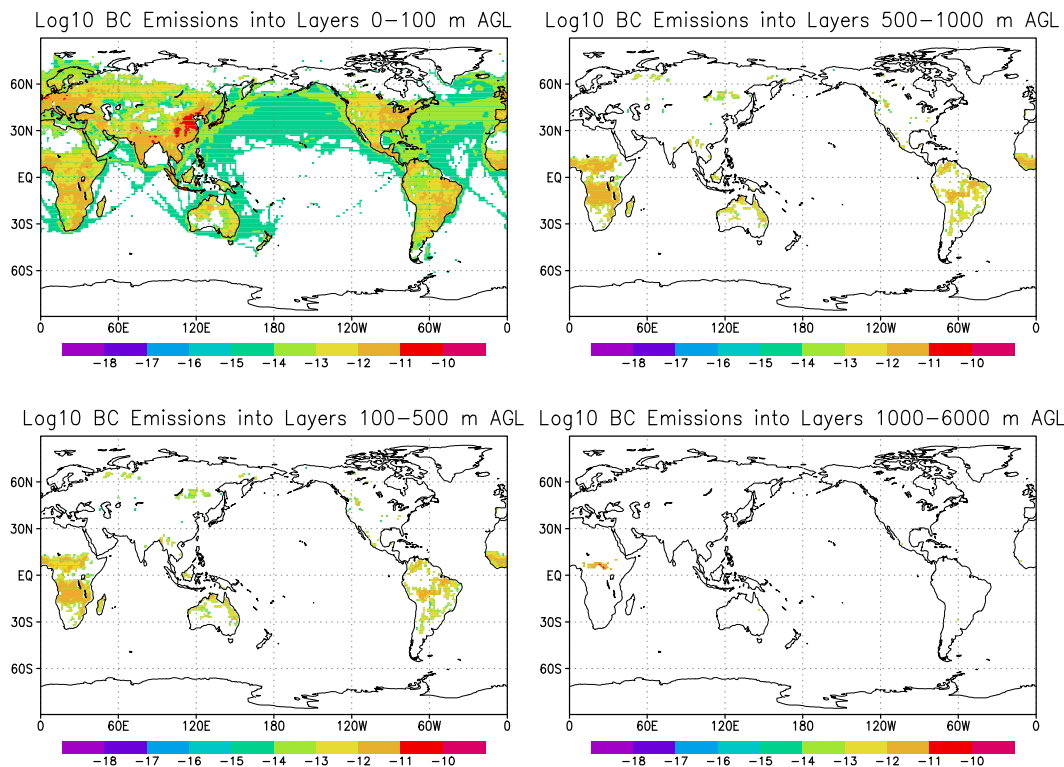 Log10 BC Emissions into Layers 0−100 m AGL
60N
30N
EQ
30S
60S
0 60E 120E 180 120W 60W 0
−18 −17 −16 −15 −14 −13 −12 −11 −10
Log10 BC Emissions into Layers 500−1000 m AGL
60N
30N
EQ
30S
60S
0 60E 120E 180 120W 60W 0
−18 −17 −16 −15 −14 −13 −12 −11 −10
Log10 BC Emissions into Layers 100−500 m AGL
60N
30N
EQ
30S
60S
0 60E 120E 180 120W 60W 0
−18 −17 −16 −15 −14 −13 −12 −11 −10
Log10 BC Emissions into Layers 1000−6000 m AGL
60N
30N
EQ
30S
60S
0 60E 120E 180 120W 60W 0
−18 −17 −16 −15 −14 −13 −12 −11 −10